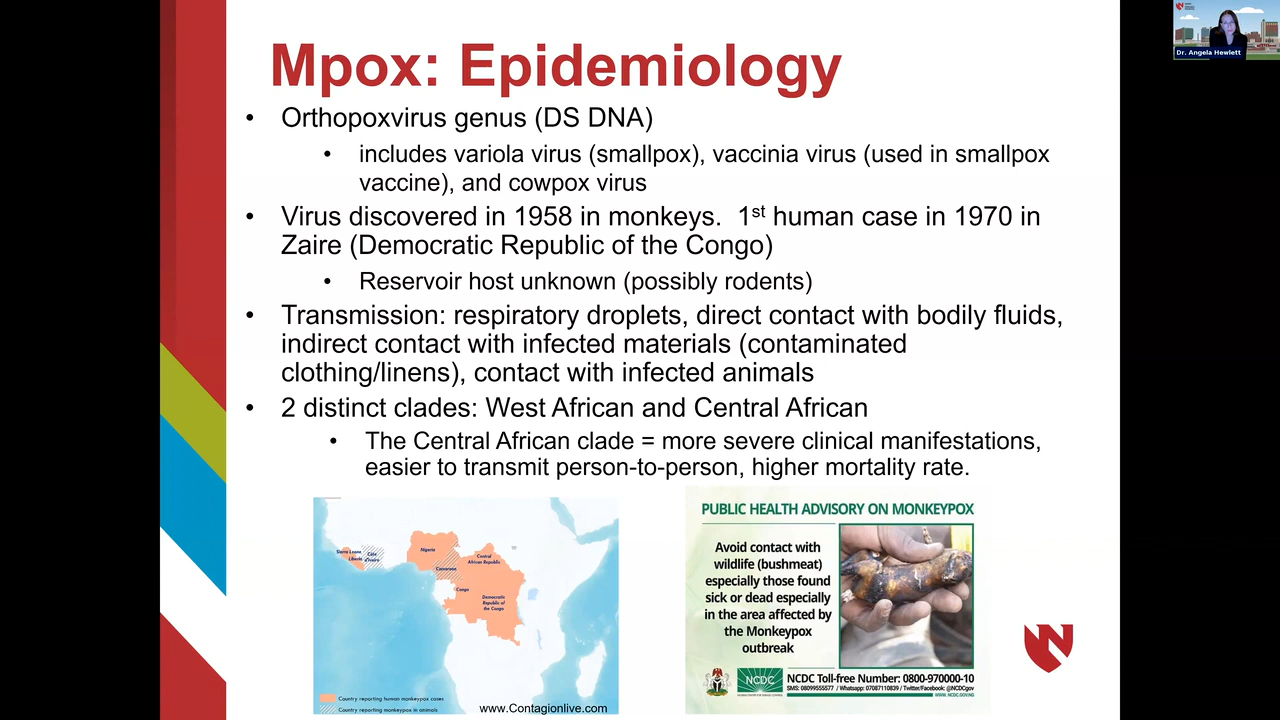 Mpox: Epidemiology
• Orthopoxvirus genus (DS DNA)
• includes variola virus (smallpox), vaccinia virus (used in smallpox
vaccine), and cowpox virus
• Virus discovered in 1958 in monkeys. 1st human case in 1970 in
Zaire (Democratic Republic of the Congo)
• Reservoir host unknown (possibly rodents)
• Transmission: respiratory droplets, direct contact with bodily fluids,
indirect contact with infected materials (contaminated
clothing/linens), contact with infected animals
• 2 distinct clades: West African and Central African
• The Central African clade = more severe clinical manifestations,
easier to transmit person-to-person, higher mortality rate.
Sierra Leone
Liberia
Côte
d'Ivoire
Nigeria
Cameroon
Central
African Republic
Congo
Democratic
Republic of
the Congo
Country reporting human monkeypox cases
Country reporting monkeypox in animals
www.Contagionlive.com
PUBLIC HEALTH ADVISORY ON MONKEYPOX
Avoid contact with
wildlife (bushmeat)
especially those found
sick or dead especially
in the area affected by
the Monkeypox
outbreak
NCDC
NCDC Toll-free Number: 0800-970000-10
SMS: 08099555577 / Whatsapp: 07087110839 / Twitter/Facebook: @NCDCgov
WWW.NCDC.GOV.NG
N
Dr. Angela Hewlett